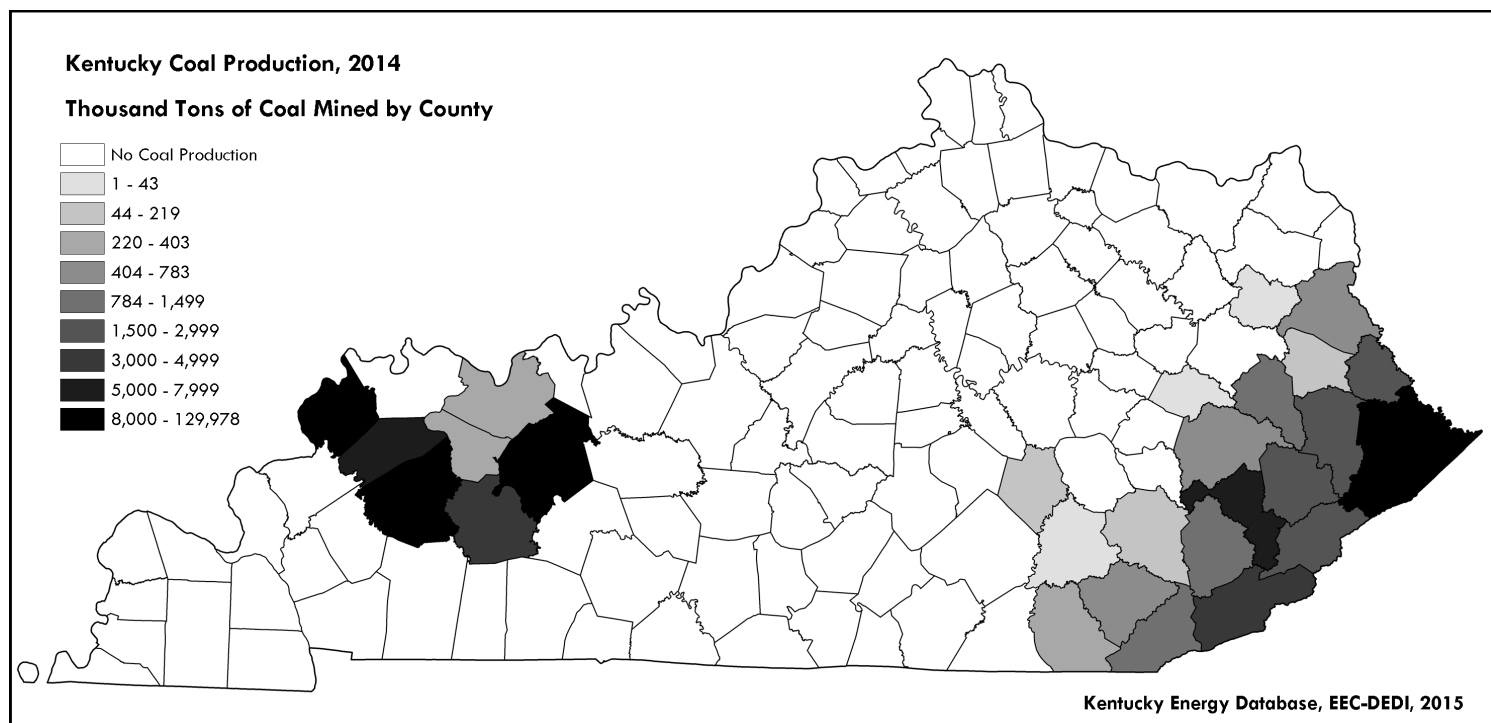 Kentucky Coal Production, 2014
Thousand Tons of Coal Mined by County
No Coal Production
1 - 43
44 - 219
220 - 403
404 - 783
784 - 1,499
1,500 - 2,999
3,000 - 4,999
5,000 - 7,999
8,000 - 129,978
Kentucky Energy Database, EEC-DEDI, 2015